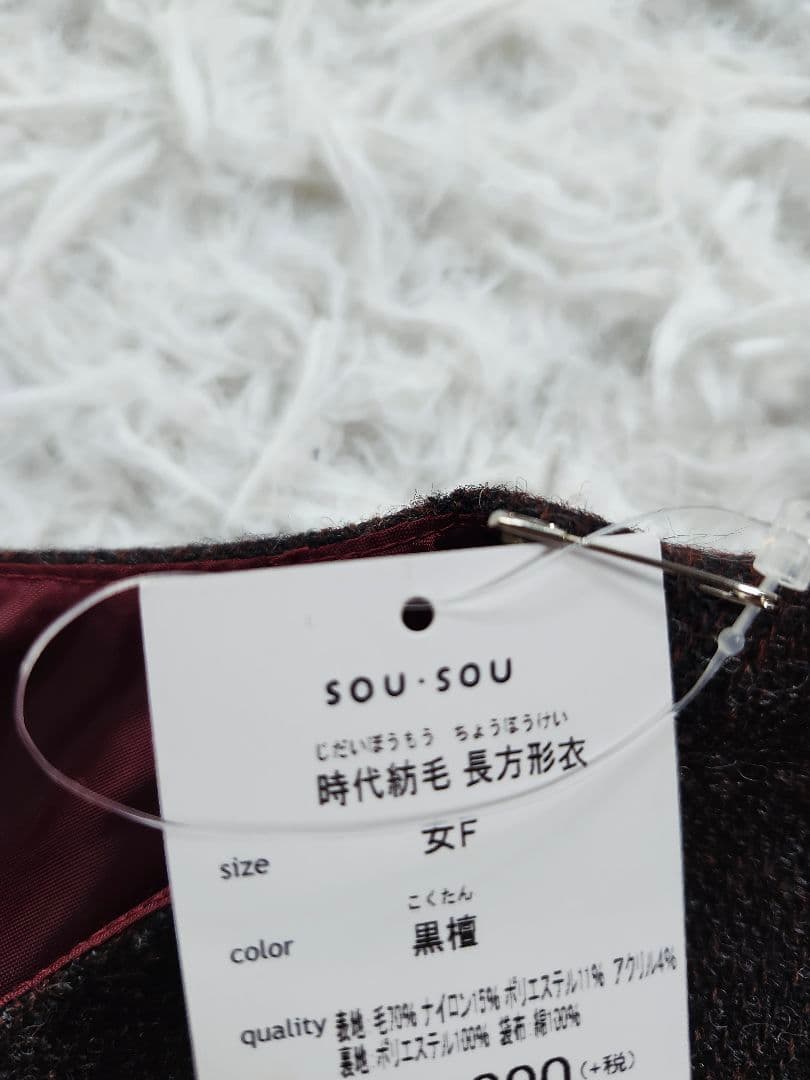 SOU・SOU
じだいぼうもう ちょうほうけい
時代紡毛 長方形衣
size 女F
こくたん
color 黒檀
quality 表地:毛70% ナイロン15% ポリエステル11% アクリル4%
裏地:ポリエステル100% 袋布:綿100%
(+税)